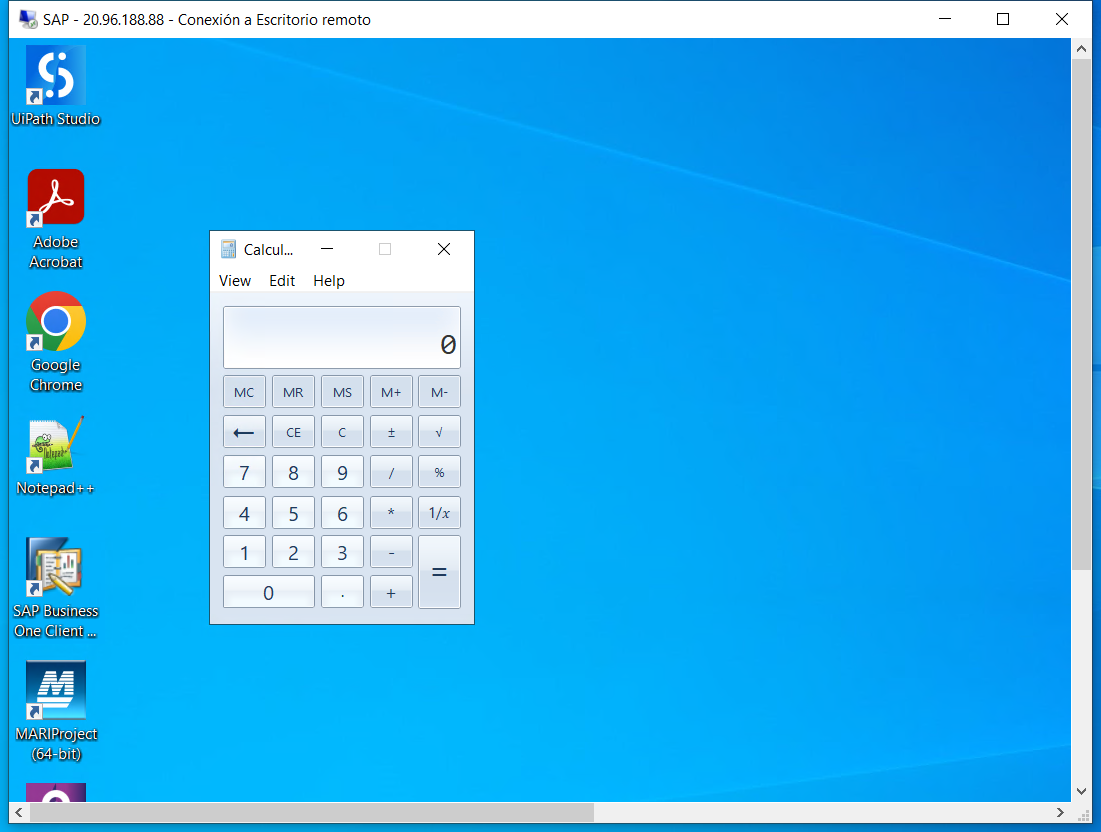 SAP - 20.96.188.88 - Conexión a Escritorio remoto
UiPath Studio
Adobe
Acrobat
Google
Chrome
Notepad++
SAP Business
One Client ...
MARIProject
(64-bit)
Calcul...
View Edit Help
0
MC MR MS M+ M-
← CE C ± √
7 8 9 / %
4 5 6 * 1/x
1 2 3 - =
0 . +